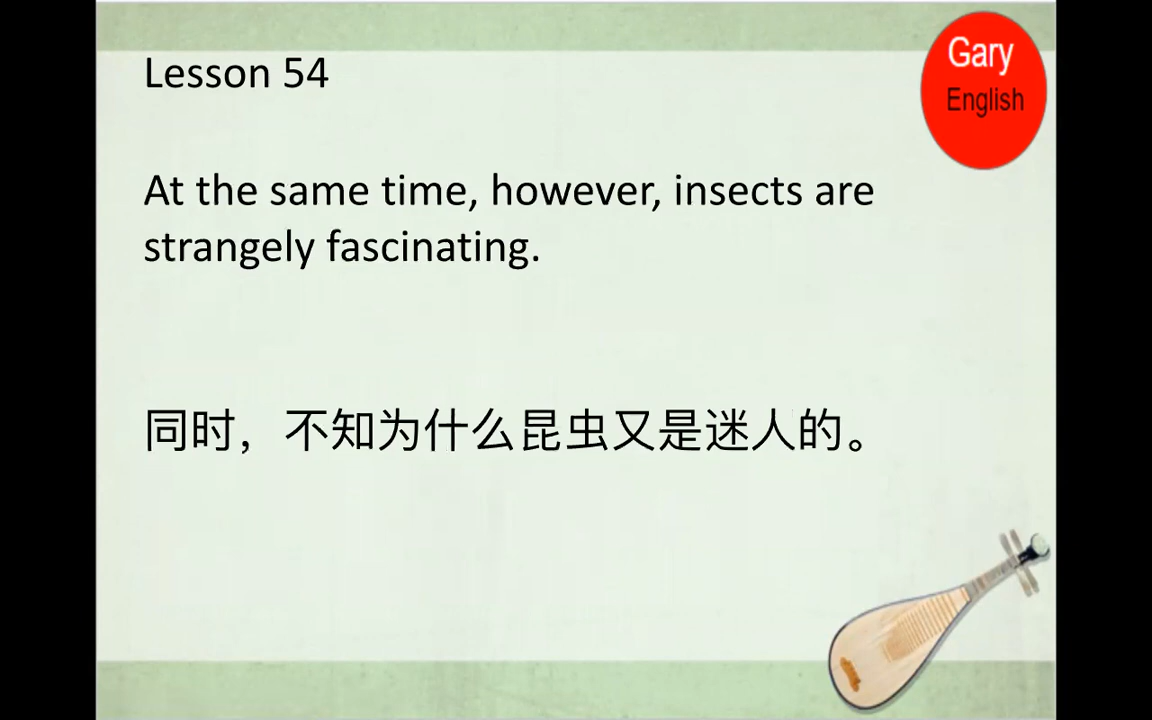 Lesson 54
Gary
English
At the same time, however, insects are
strangely fascinating.
同时，不知为什么昆虫又是迷人的。